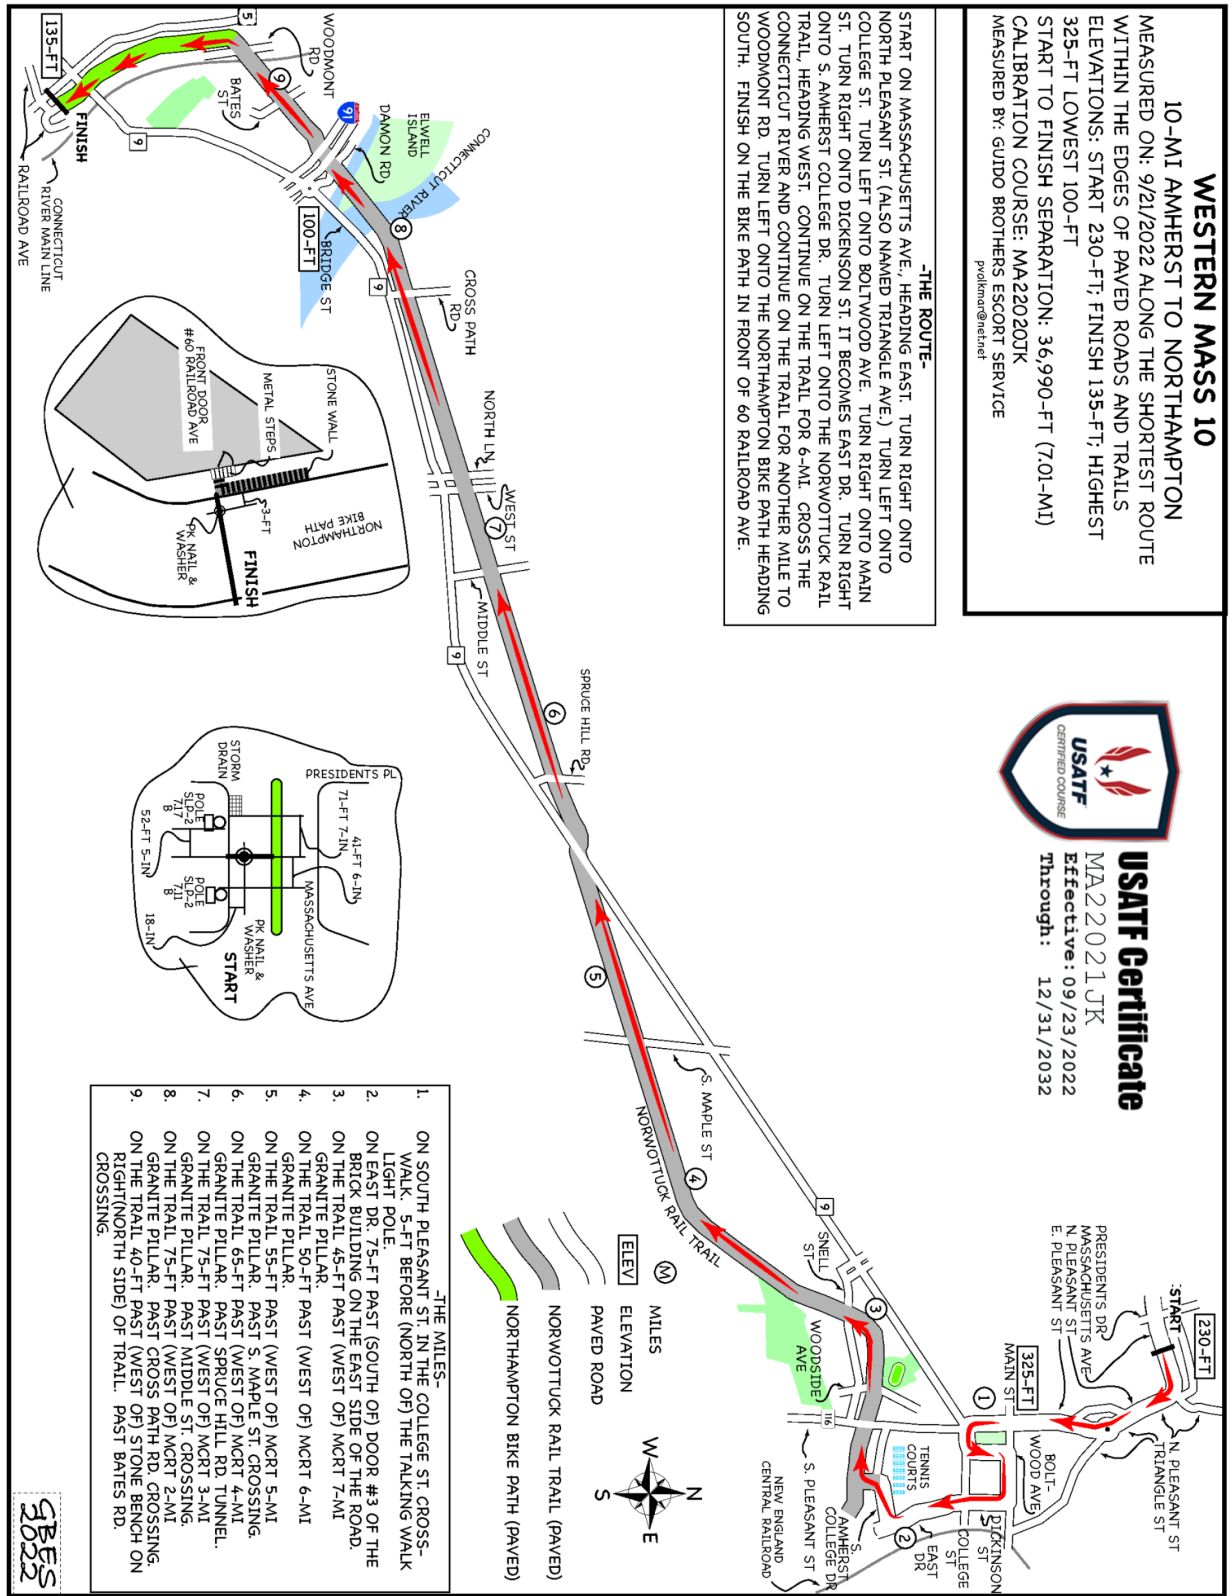 WESTERN MASS 10
10-MI AMHERST TO NORTHAMPTON
MEASURED ON: 9/21/2022 ALONG THE SHORTEST ROUTE
WITHIN THE EDGES OF PAVED ROADS AND TRAILS
ELEVATIONS: START 230-FT; FINISH 135-FT; HIGHEST
325-FT LOWEST 100-FT
START TO FINISH SEPARATION: 36,990-FT (7.01-MI)
CALIBRATION COURSE: MA22020JK
MEASURED BY: GUIDO BROTHERS ESCORT SERVICE
pvolkman@net.net
USATF
CERTIFIED COURSE
USATF Certificate
MA22021JK
Effective: 09/23/2022
Through: 12/31/2032
-THE ROUTE-
START ON MASSACHUSETTS AVE., HEADING EAST. TURN RIGHT ONTO
NORTH PLEASANT ST. (ALSO NAMED TRIANGLE AVE.) TURN LEFT ONTO
COLLEGE ST. TURN LEFT ONTO BOLTWOOD AVE. TURN RIGHT ONTO MAIN
ST. TURN RIGHT ONTO DICKENSON ST. IT BECOMES EAST DR. TURN RIGHT
ONTO S. AMHERST COLLEGE DR. TURN LEFT ONTO THE NORWOTTUCK RAIL
TRAIL, HEADING WEST. CONTINUE ON THE TRAIL FOR 6-MI. CROSS THE
CONNECTICUT RIVER AND CONTINUE ON THE TRAIL FOR ANOTHER MILE TO
WOODMONT RD. TURN LEFT ONTO THE NORTHAMPTON BIKE PATH HEADING
SOUTH. FINISH ON THE BIKE PATH IN FRONT OF 60 RAILROAD AVE.
230-FT
START
PRESIDENTS DR
MASSACHUSETTS AVE
N. PLEASANT ST
E. PLEASANT ST
N. PLEASANT ST
TRIANGLE ST
325-FT
MAIN ST
1
BOLT-
WOOD AVE
DICKINSON
ST
COLLEGE
ST
EAST
DR
2
TENNIS
COURTS
S.
AMHERST
COLLEGE DR
S. PLEASANT ST
NEW ENGLAND
CENTRAL RAILROAD
116
WOODSIDE
AVE
3
9
SNELL
ST
NORWOTTUCK RAIL TRAIL
4
S. MAPLE ST
5
SPRUCE HILL RD
6
9
MIDDLE ST
7
WEST ST
NORTH LN
CROSS PATH
RD
9
8
BRIDGE ST
100-FT
CONNECTICUT RIVER
ELWELL
ISLAND
DAMON RD
91
9
WOODMONT
RD
BATES
ST
5
9
135-FT
FINISH
CONNECTICUT
RIVER MAIN LINE
RAILROAD AVE
STONE WALL
METAL STEPS
FRONT DOOR
#60 RAILROAD AVE
3-FT
NORTHAMPTON
BIKE PATH
PK NAIL &
WASHER
FINISH
PRESIDENTS PL
STORM
DRAIN
71-FT 7-IN
41-FT 6-IN
MASSACHUSETTS AVE
POLE
SLP-2
7.17
B
POLE
SLP-2
7.11
B
52-FT 5-IN
18-IN
PK NAIL &
WASHER
START
M MILES
ELEV ELEVATION
PAVED ROAD
NORWOTTUCK RAIL TRAIL (PAVED)
NORTHAMPTON BIKE PATH (PAVED)
N
W
E
S
-THE MILES-
1. ON SOUTH PLEASANT ST. IN THE COLLEGE ST. CROSS-
WALK. 5-FT BEFORE (NORTH OF) THE TALKING WALK
LIGHT POLE.
2. ON EAST DR. 75-FT PAST (SOUTH OF) DOOR #3 OF THE
BRICK BUILDING ON THE EAST SIDE OF THE ROAD.
3. ON THE TRAIL 45-FT PAST (WEST OF) MCRT 7-MI
GRANITE PILLAR.
4. ON THE TRAIL 50-FT PAST (WEST OF) MCRT 6-MI
GRANITE PILLAR.
5. ON THE TRAIL 55-FT PAST (WEST OF) MCRT 5-MI
GRANITE PILLAR. PAST S. MAPLE ST. CROSSING.
6. ON THE TRAIL 65-FT PAST (WEST OF) MCRT 4-MI
GRANITE PILLAR. PAST SPRUCE HILL RD. TUNNEL.
7. ON THE TRAIL 75-FT PAST (WEST OF) MCRT 3-MI
GRANITE PILLAR. PAST MIDDLE ST. CROSSING.
8. ON THE TRAIL 75-FT PAST (WEST OF) MCRT 2-MI
GRANITE PILLAR. PAST CROSS PATH RD. CROSSING.
9. ON THE TRAIL 40-FT PAST (WEST OF) STONE BENCH ON
RIGHT(NORTH SIDE) OF TRAIL. PAST BATES RD.
CROSSING.
GBES
2022